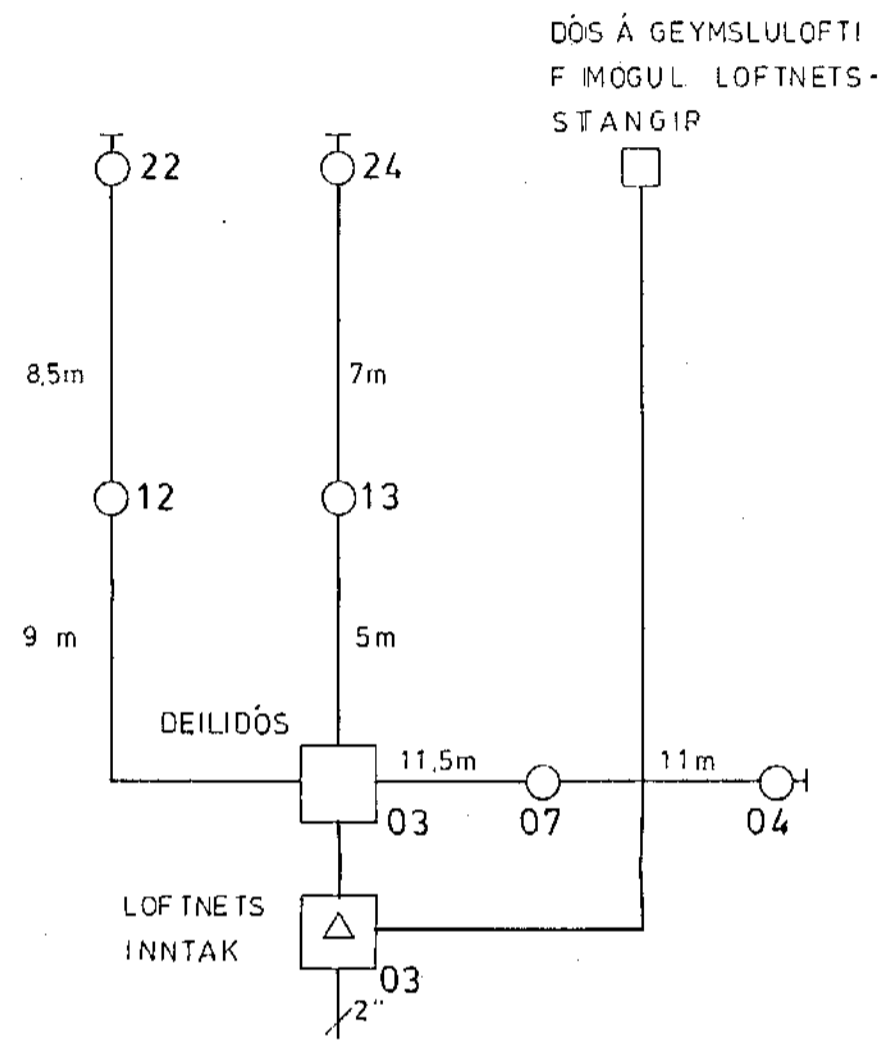 DÓS Á GEYMSLULOFTI
F MÖGUL LOFTNETS-
STANGIR
22
24
8,5m
7m
12
13
9 m
5m
DEILIDÓS
11,5m
11m
03
07
04
LOFTNETS
INNTAK
03
2"